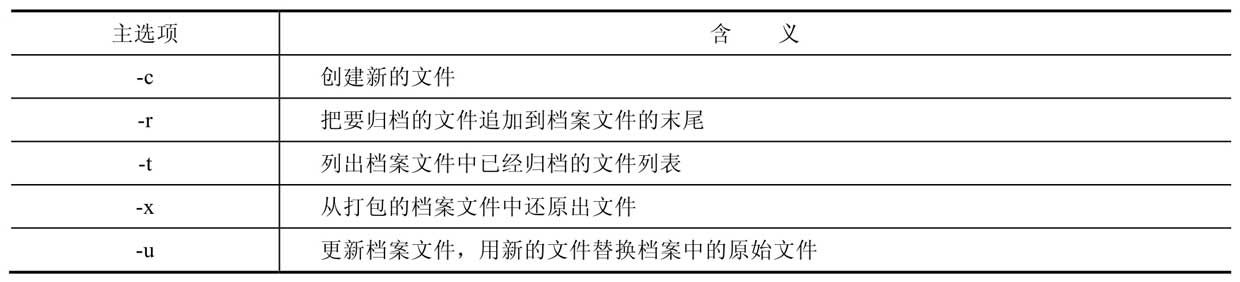 主选项 含 义
-c 创建新的文件
-r 把要归档的文件追加到档案文件的末尾
-t 列出档案文件中已经归档的文件列表
-x 从打包的档案文件中还原出文件
-u 更新档案文件，用新的文件替换档案中的原始文件